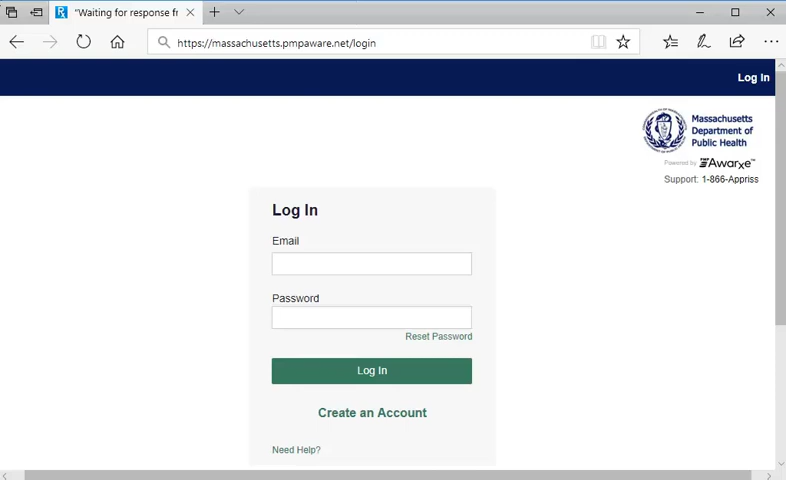 "Waiting for response fr
https://massachusetts.pmpaware.net/login
Log In
Massachusetts
Department of
Public Health
Powered by Awarxe™
Support: 1-866-Appriss
Log In
Email
Password
Reset Password
Log In
Create an Account
Need Help?